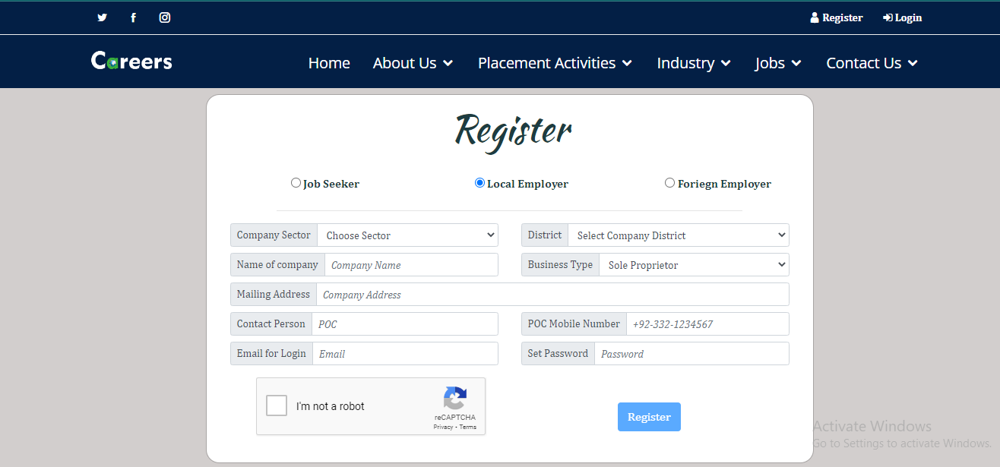 Register Login
Careers Home About Us Placement Activities Industry Jobs Contact Us
Register
Job Seeker Local Employer Foriegn Employer
Company Sector Choose Sector District Select Company District
Name of company Company Name Business Type Sole Proprietor
Mailing Address Company Address
Contact Person POC POC Mobile Number +92-332-1234567
Email for Login Email Set Password Password
I'm not a robot
reCAPTCHA
Privacy - Terms
Register
Activate Windows
Go to Settings to activate Windows.